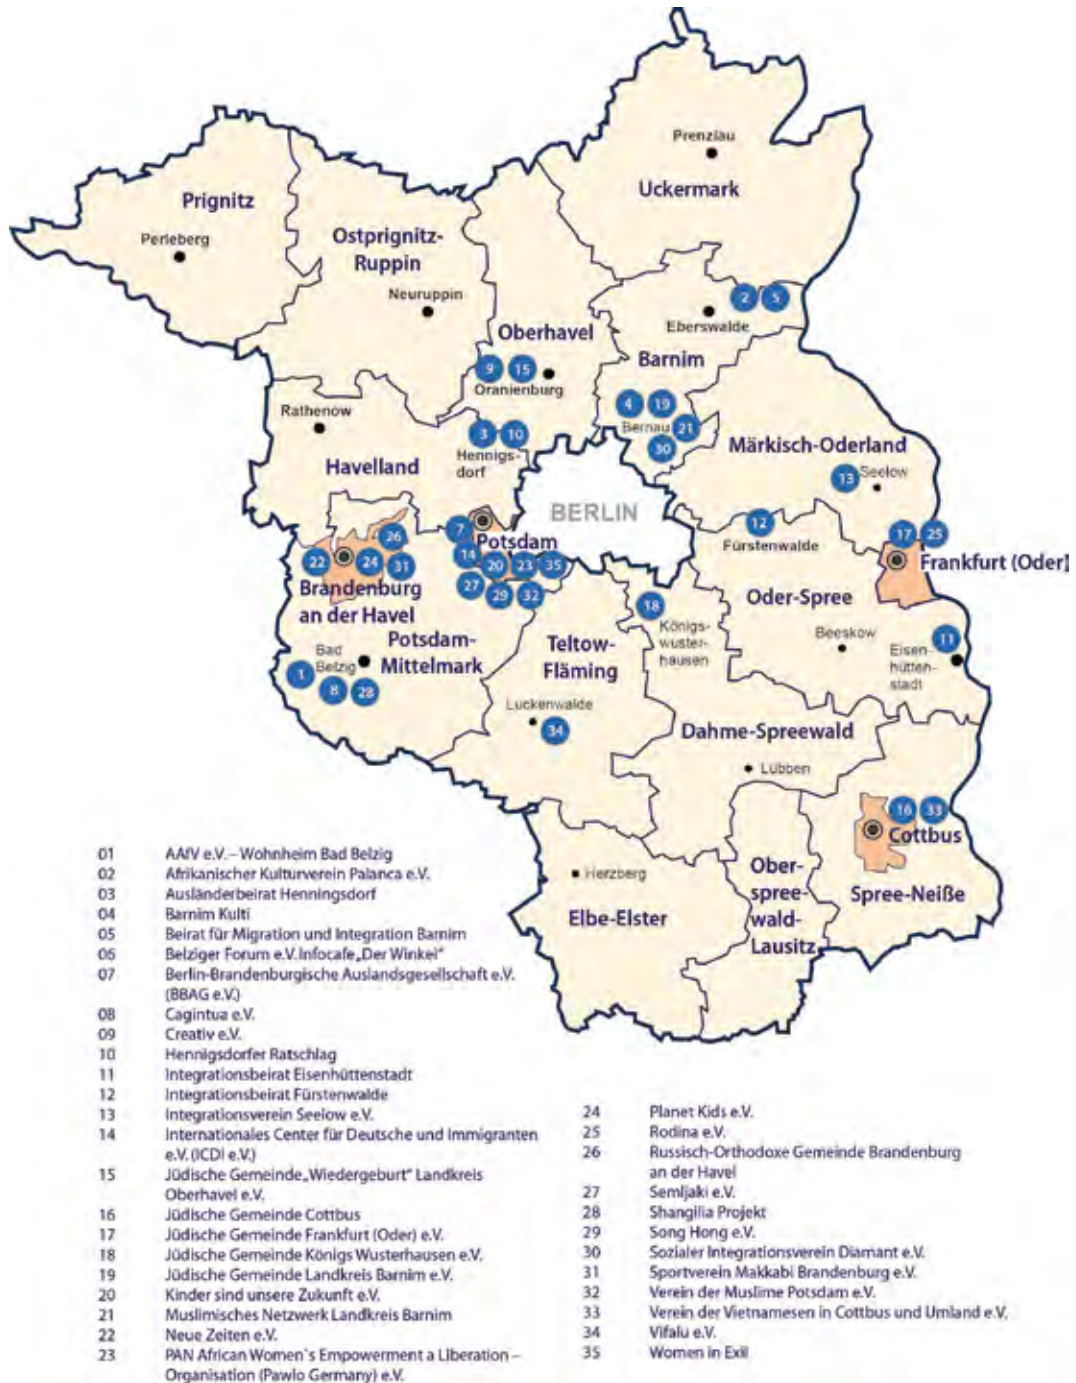 Prenzlau
Uckermark
Prignitz
Perleberg
Ostprignitz-
Ruppin
Neuruppin
2 5
Eberswalde
Oberhavel
Barnim
9 15
Oranienburg
4 19
Bernau 21
30
Rathenow
3 10
Hennigs-
dorf
Havelland
Märkisch-Oderland
13 Seelow
BERLIN
12
Fürstenwalde
17 25
Frankfurt (Oder)
7
Potsdam
14 20 23 35
27 29 32
26
22 24 31
Brandenburg
an der Havel
Oder-Spree
18
Königs-
wuster-
hausen
Beeskow
11
Eisen-
hütten-
stadt
Potsdam-
Mittelmark
Bad
Belzig
1 8 28
Teltow-
Fläming
Luckenwalde
34
Dahme-Spreewald
Lübben
16 33
Cottbus
Spree-Neiße
Herzberg
Elbe-Elster
Ober-
spree-
wald-
Lausitz
01 AAfV e.V. – Wohnheim Bad Belzig
02 Afrikanischer Kulturverein Palanca e.V.
03 Ausländerbeirat Henningsdorf
04 Barnim Kulti
05 Beirat für Migration und Integration Barnim
06 Belziger Forum e.V. Infocafe „Der Winkel"
07 Berlin-Brandenburgische Auslandsgesellschaft e.V.
(BBAG e.V.)
08 Cagintua e.V.
09 Creativ e.V.
10 Hennigsdorfer Ratschlag
11 Integrationsbeirat Eisenhüttenstadt
12 Integrationsbeirat Fürstenwalde
13 Integrationsverein Seelow e.V.
14 Internationales Center für Deutsche und Immigranten
e.V. (ICDI e.V.)
15 Jüdische Gemeinde „Wiedergeburt" Landkreis
Oberhavel e.V.
16 Jüdische Gemeinde Cottbus
17 Jüdische Gemeinde Frankfurt (Oder) e.V.
18 Jüdische Gemeinde Königs Wusterhausen e.V.
19 Jüdische Gemeinde Landkreis Barnim e.V.
20 Kinder sind unsere Zukunft e.V.
21 Muslimisches Netzwerk Landkreis Barnim
22 Neue Zeiten e.V.
23 PAN African Women`s Empowerment a Liberation –
Organisation (Pawlo Germany) e.V.
24 Planet Kids e.V.
25 Rodina e.V.
26 Russisch-Orthodoxe Gemeinde Brandenburg
an der Havel
27 Semljaki e.V.
28 Shangilia Projekt
29 Song Hong e.V.
30 Sozialer Integrationsverein Diamant e.V.
31 Sportverein Makkabi Brandenburg e.V.
32 Verein der Muslime Potsdam e.V.
33 Verein der Vietnamesen in Cottbus und Umland e.V.
34 Vifalu e.V.
35 Women in Exil